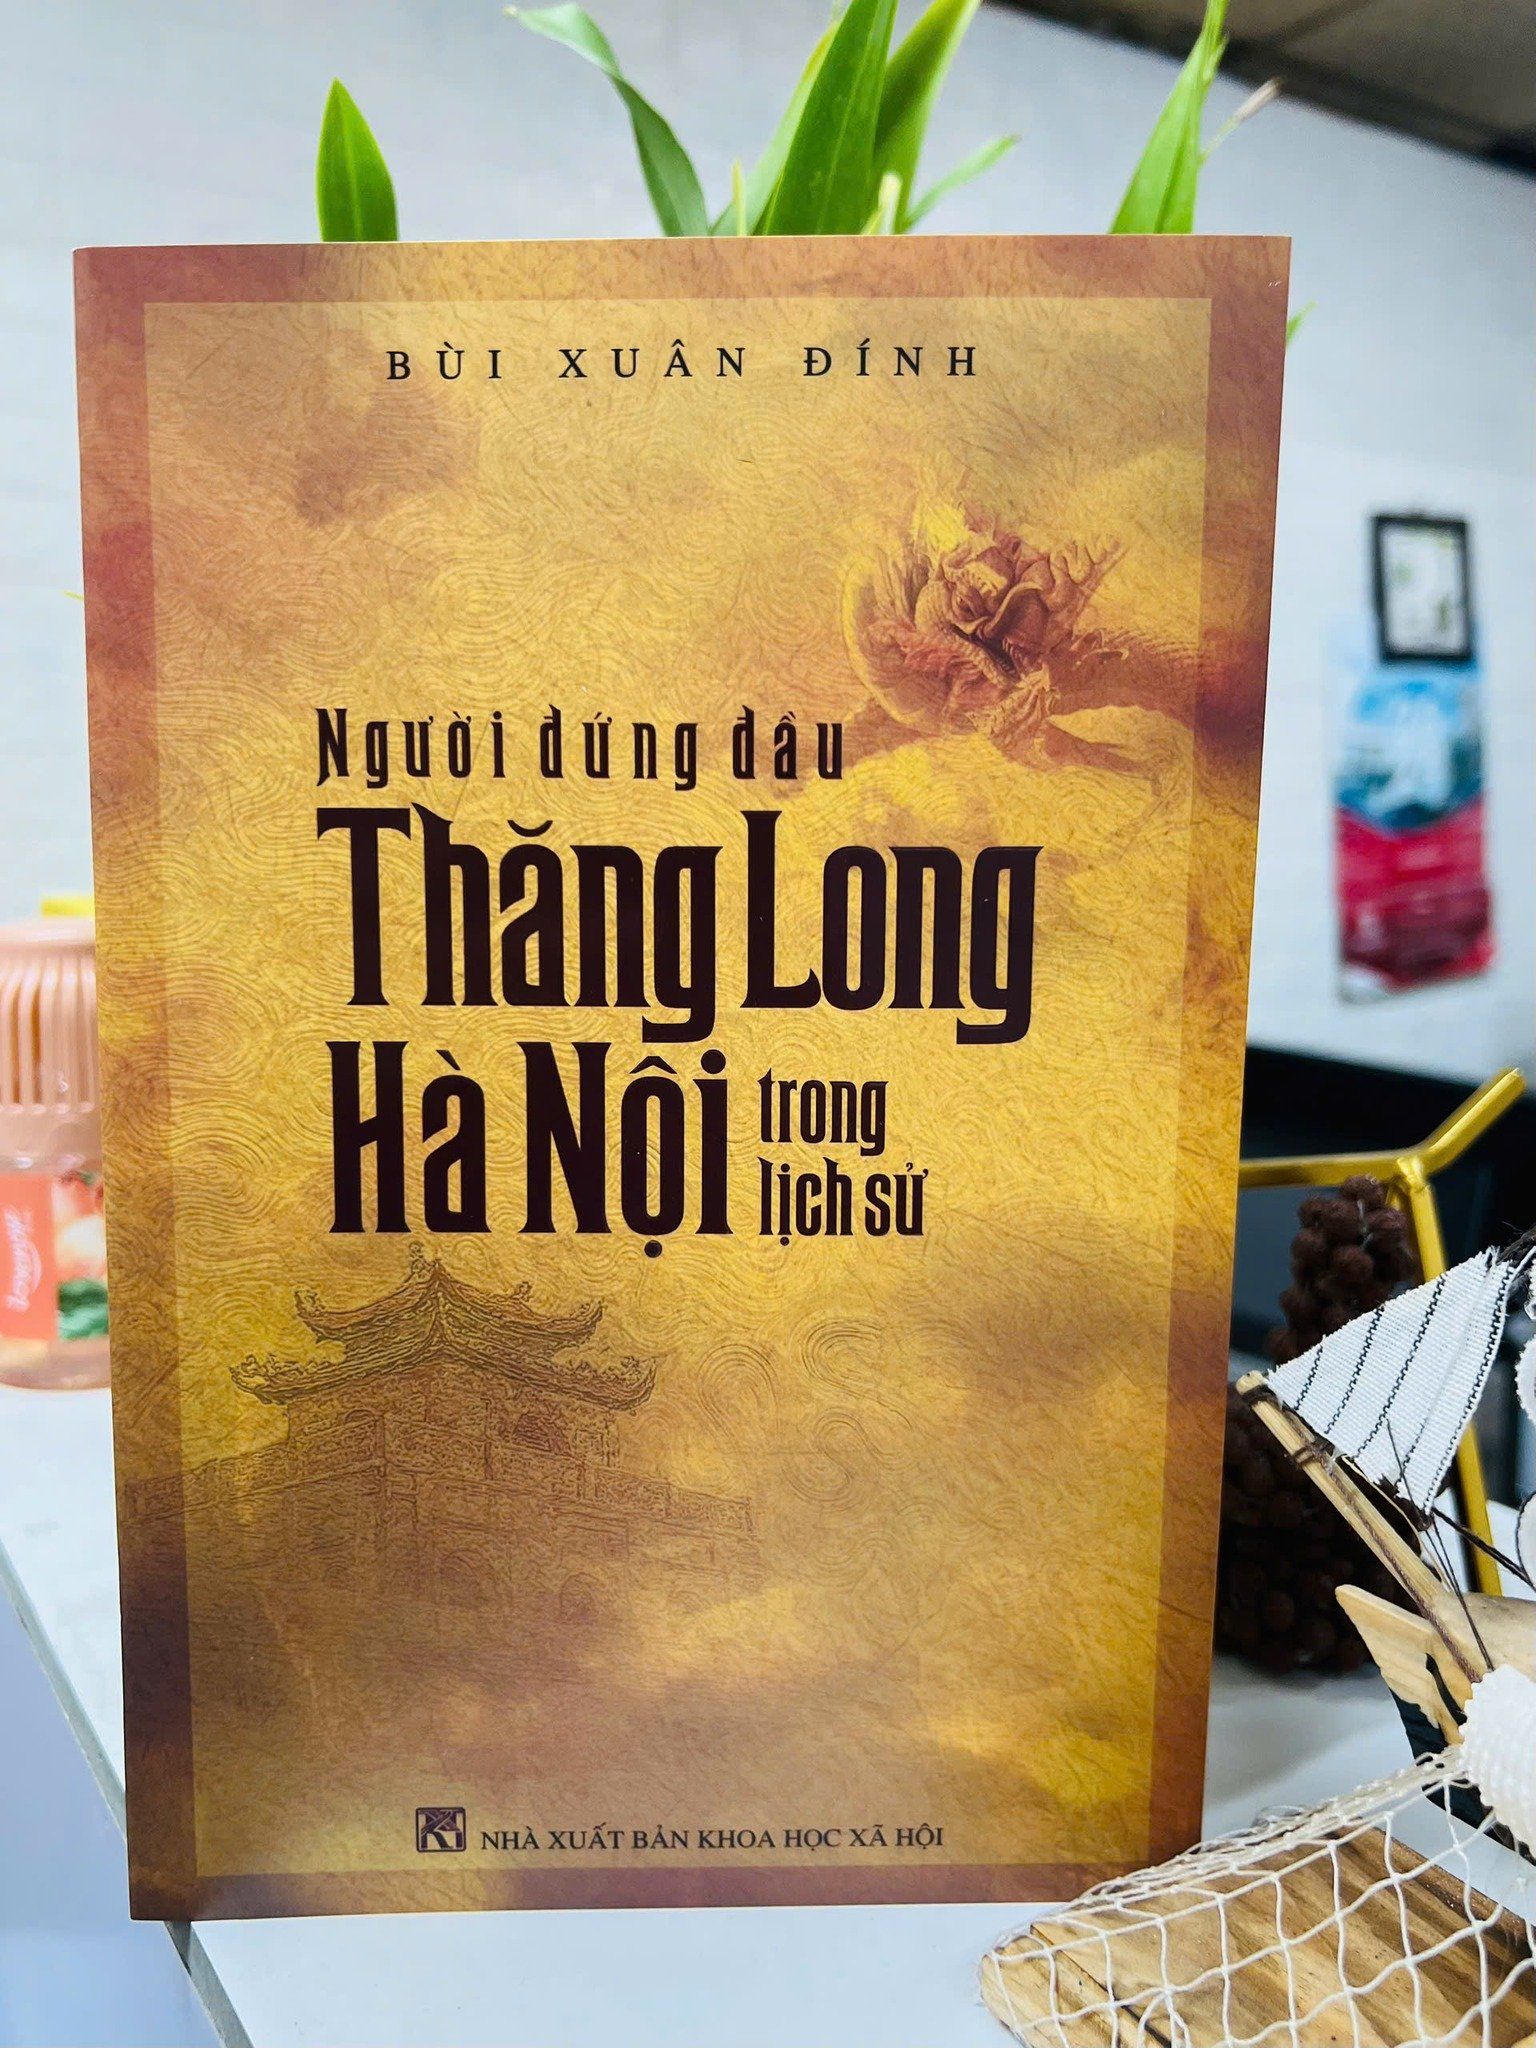 BÙI XUÂN ĐÍNH
Người đứng đầu
Thăng Long
Hà Nội trong
lịch sử
NHÀ XUẤT BẢN KHOA HỌC XÃ HỘI